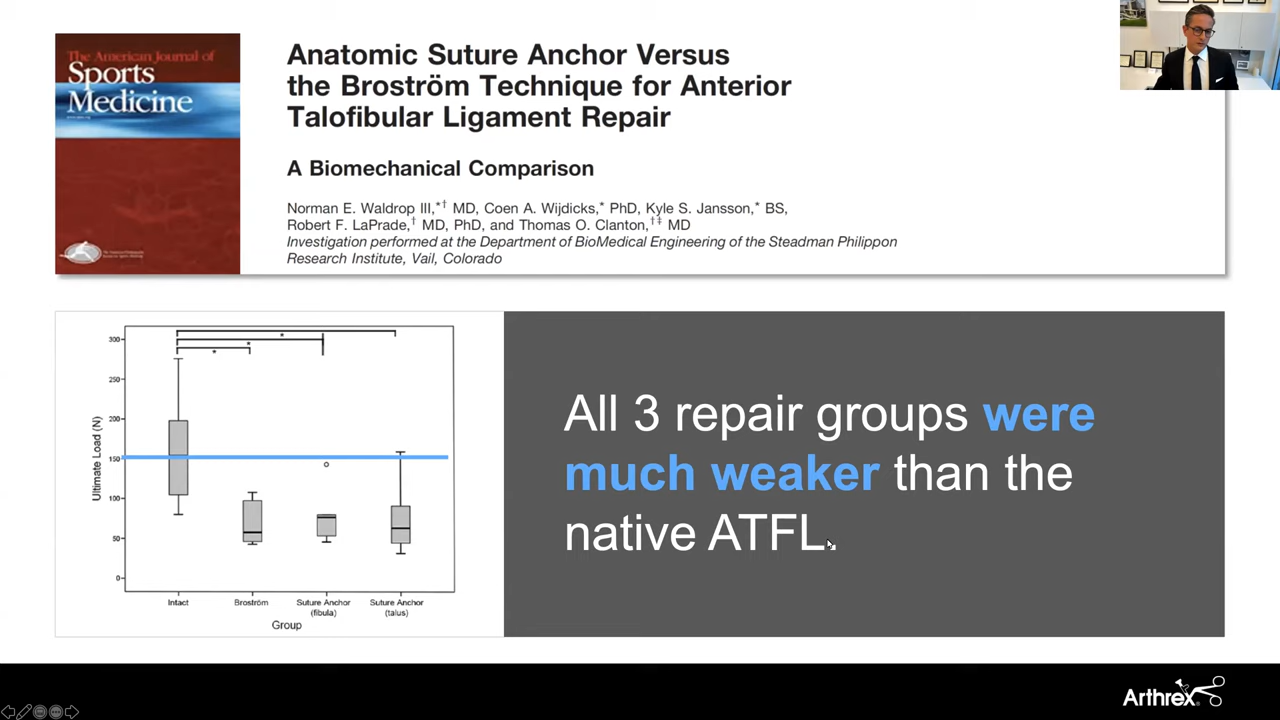 The American Journal of
Sports
Medicine
Anatomic Suture Anchor Versus
the Broström Technique for Anterior
Talofibular Ligament Repair
A Biomechanical Comparison
Norman E. Waldrop III,*† MD, Coen A. Wijdicks,* PhD, Kyle S. Jansson,* BS,
Robert F. LaPrade,† MD, PhD, and Thomas O. Clanton,†‡ MD
Investigation performed at the Department of BioMedical Engineering of the Steadman Philippon
Research Institute, Vail, Colorado
Ultimate Load (N)
300
250
200
150
100
50
0
*
*
*
Intact
Broström
Suture Anchor
(fibula)
Suture Anchor
(talus)
Group
All 3 repair groups were
much weaker than the
native ATFL.
Arthrex